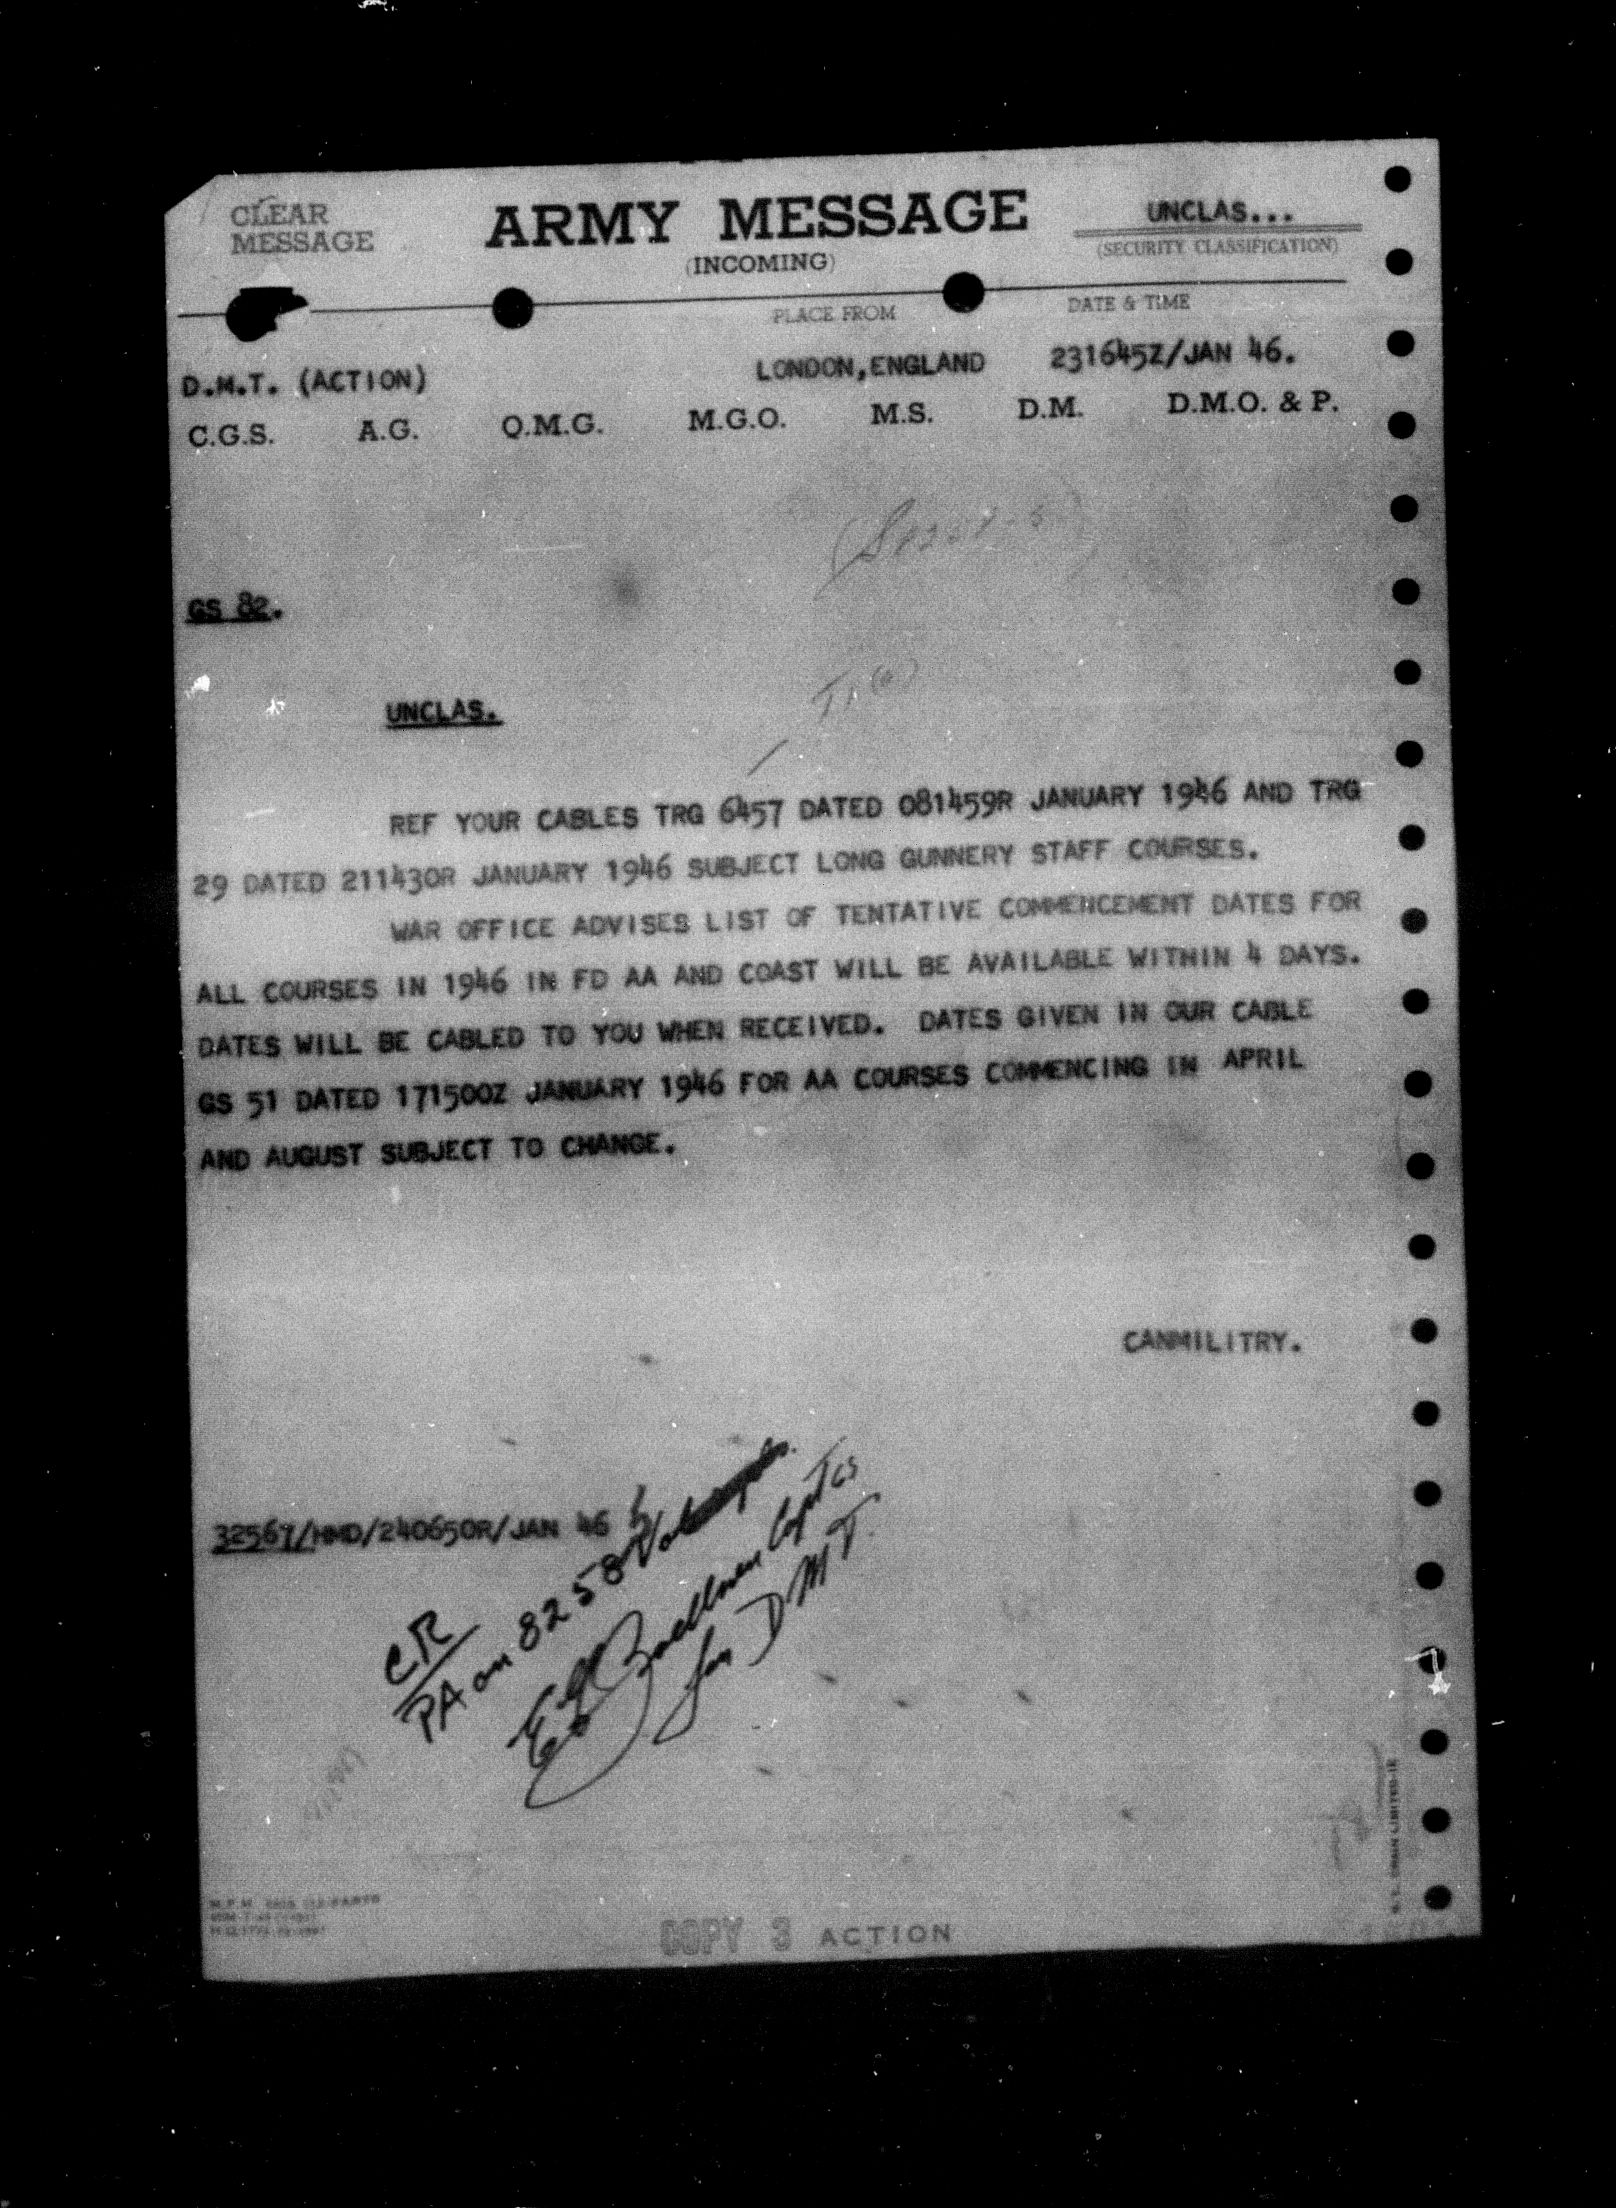 CLEAR
MESSAGE
ARMY MESSAGE
(INCOMING)
UNCLAS...
(SECURITY CLASSIFICATION)
PLACE FROM
DATE & TIME
D.M.T. (ACTION)
LONDON,ENGLAND
231645Z/JAN 46.
C.G.S. A.G. Q.M.G. M.G.O. M.S. D.M. D.M.O. & P.
GS 82.
UNCLAS.
REF YOUR CABLES TRG 6457 DATED 081459R JANUARY 1946 AND TRG
29 DATED 211430R JANUARY 1946 SUBJECT LONG GUNNERY STAFF COURSES.
WAR OFFICE ADVISES LIST OF TENTATIVE COMMENCEMENT DATES FOR
ALL COURSES IN 1946 IN FD AA AND COAST WILL BE AVAILABLE WITHIN 4 DAYS.
DATES WILL BE CABLED TO YOU WHEN RECEIVED. DATES GIVEN IN OUR CABLE
GS 51 DATED 171500Z JANUARY 1946 FOR AA COURSES COMMENCING IN APRIL
AND AUGUST SUBJECT TO CHANGE.
CANMILITRY.
32567/HMD/240650R/JAN 46
CR
PA on 8258
for DMT.
COPY 3 ACTION